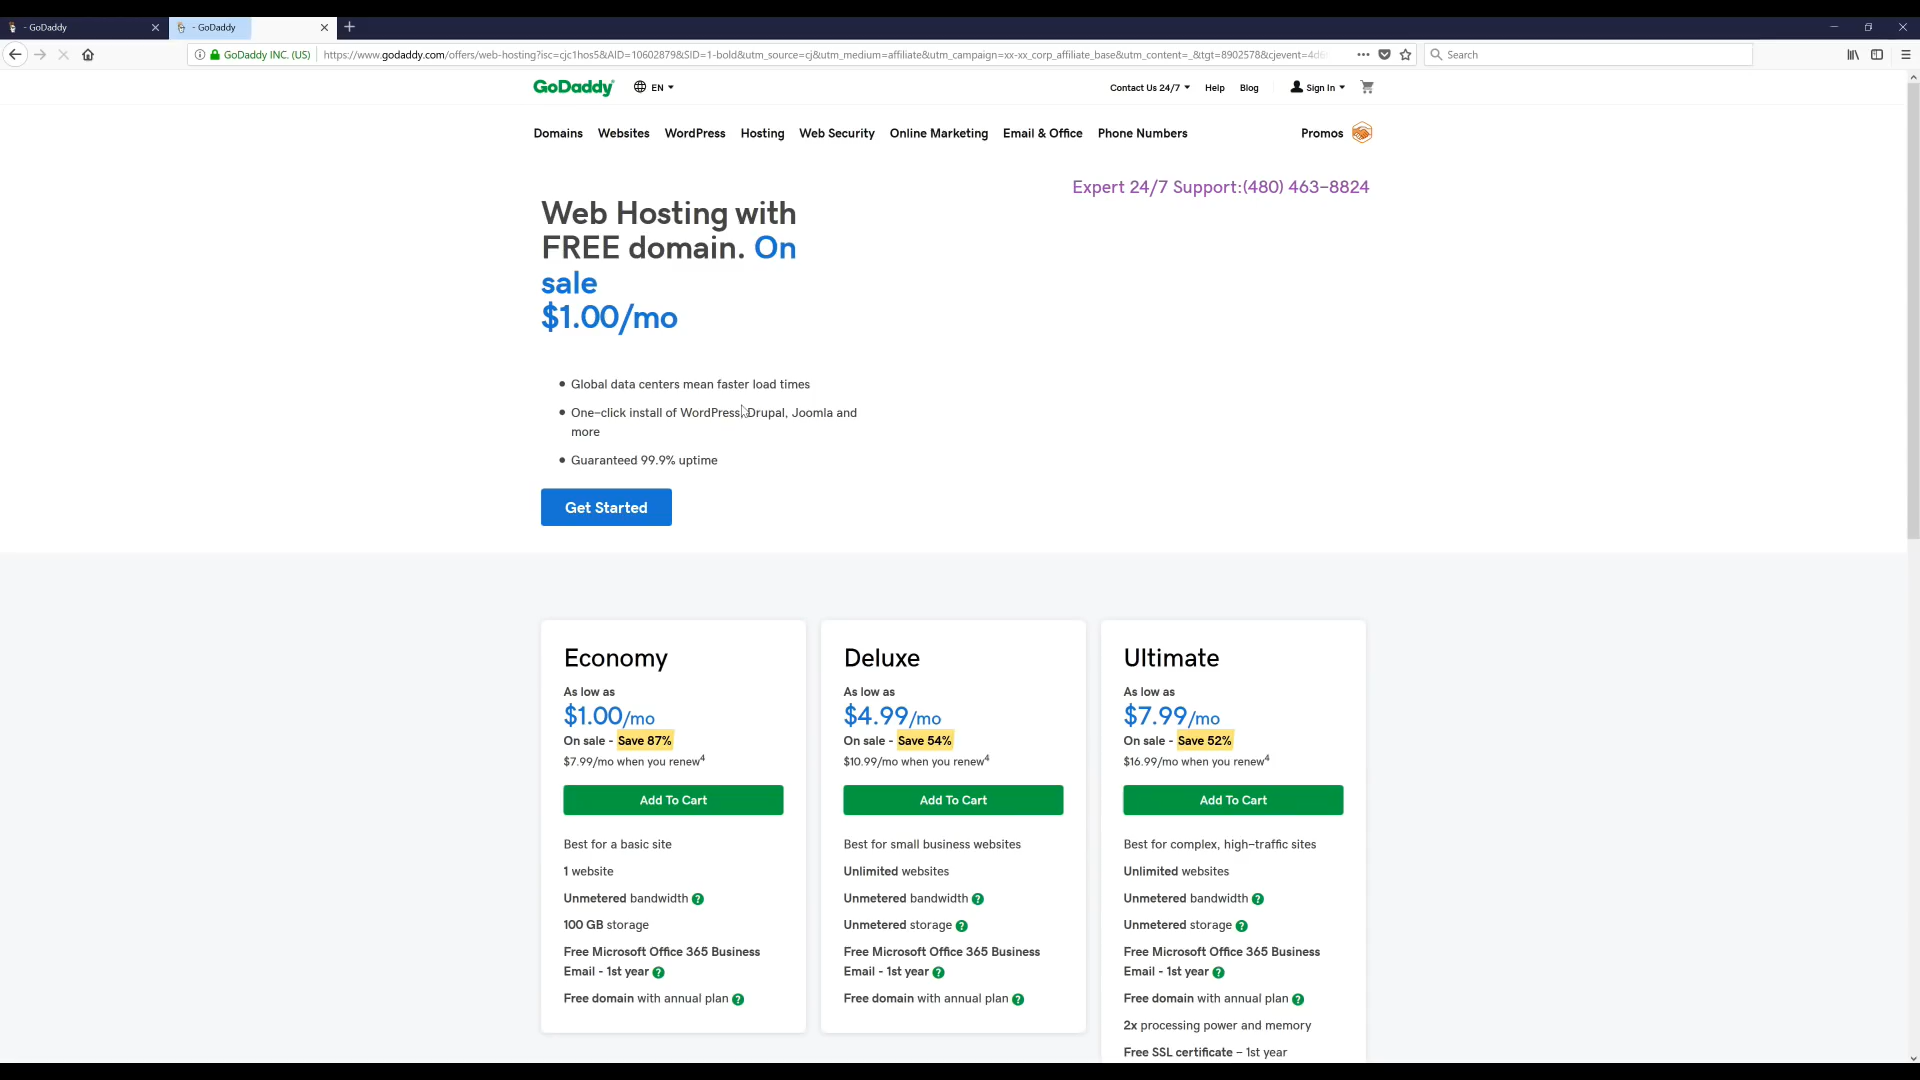 - GoDaddy
- GoDaddy
GoDaddy INC. (US)
https://www.godaddy.com/offers/web-hosting?isc=cjc1hos5&AID=10602879&SID=1-bold&utm_source=cj&utm_medium=affiliate&utm_campaign=xx-xx_corp_affiliate_base&utm_content=_&tgt=8902578&cjevent=4d6
Search
GoDaddy
EN
Contact Us 24/7
Help
Blog
Sign In
Domains
Websites
WordPress
Hosting
Web Security
Online Marketing
Email & Office
Phone Numbers
Promos
Expert 24/7 Support:(480) 463-8824
Web Hosting with
FREE domain. On
sale
$1.00/mo
Global data centers mean faster load times
One-click install of WordPress, Drupal, Joomla and
more
Guaranteed 99.9% uptime
Get Started
Economy
As low as
$1.00/mo
On sale - Save 87%
$7.99/mo when you renew4
Add To Cart
Best for a basic site
1 website
Unmetered bandwidth ?
100 GB storage
Free Microsoft Office 365 Business
Email - 1st year ?
Free domain with annual plan ?
Deluxe
As low as
$4.99/mo
On sale - Save 54%
$10.99/mo when you renew4
Add To Cart
Best for small business websites
Unlimited websites
Unmetered bandwidth ?
Unmetered storage ?
Free Microsoft Office 365 Business
Email - 1st year ?
Free domain with annual plan ?
Ultimate
As low as
$7.99/mo
On sale - Save 52%
$16.99/mo when you renew4
Add To Cart
Best for complex, high-traffic sites
Unlimited websites
Unmetered bandwidth ?
Unmetered storage ?
Free Microsoft Office 365 Business
Email - 1st year ?
Free domain with annual plan ?
2x processing power and memory
Free SSL certificate - 1st year